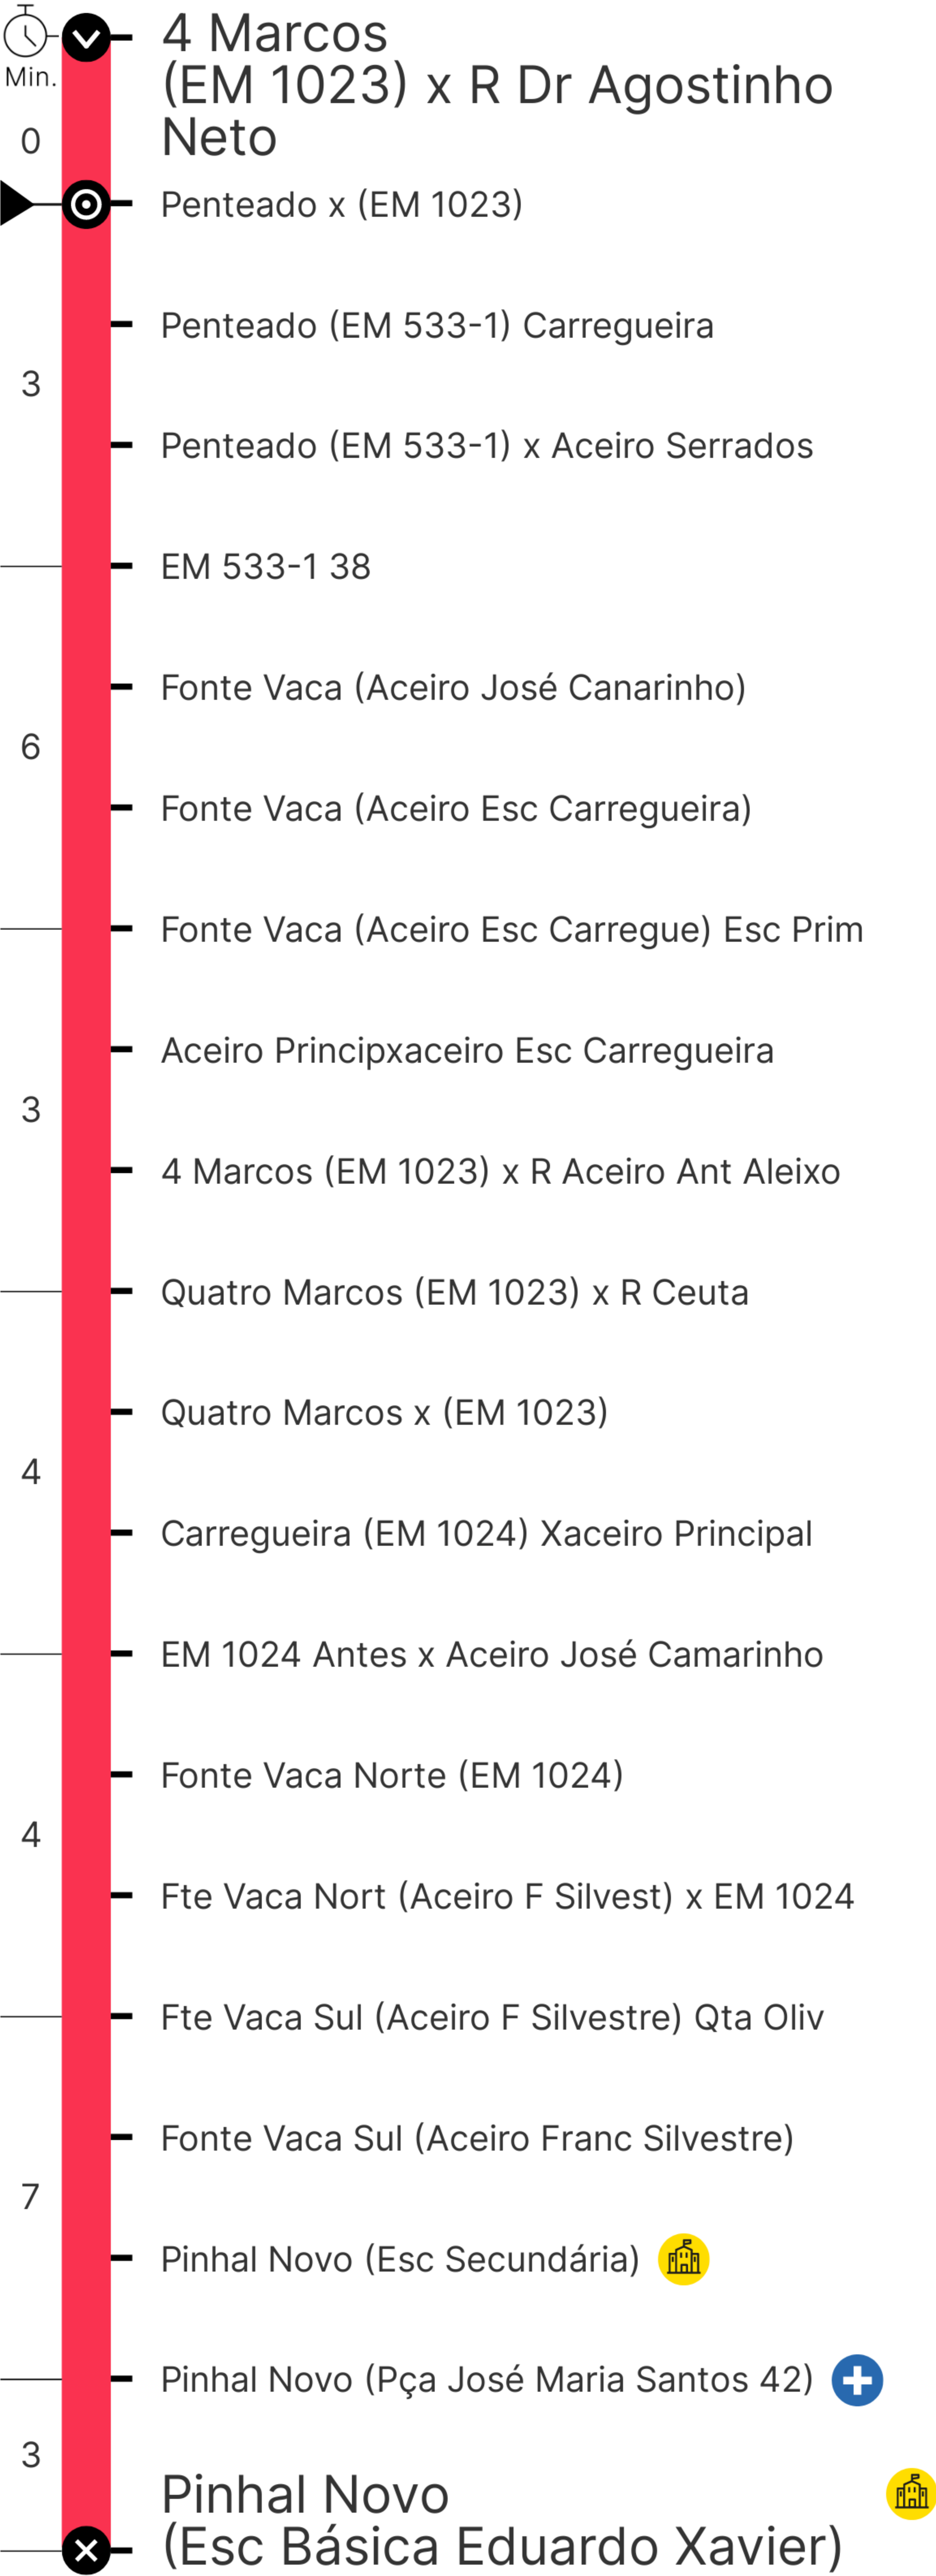 4 Marcos
Min.
(EM 1023) x R Dr Agostinho
0
Neto
Penteado x (EM 1023)
Penteado (EM 533-1) Carregueira
3
Penteado (EM 533-1) x Aceiro Serrados
EM 533-1 38
Fonte Vaca (Aceiro José Canarinho)
6
Fonte Vaca (Aceiro Esc Carregueira)
Fonte Vaca (Aceiro Esc Carregue) Esc Prim
Aceiro Principxaceiro Esc Carregueira
3
4 Marcos (EM 1023) x R Aceiro Ant Aleixo
Quatro Marcos (EM 1023) x R Ceuta
Quatro Marcos x (EM 1023)
4
Carregueira (EM 1024) Xaceiro Principal
EM 1024 Antes x Aceiro José Camarinho
Fonte Vaca Norte (EM 1024)
4
Fte Vaca Nort (Aceiro F Silvest) x EM 1024
Fte Vaca Sul (Aceiro F Silvestre) Qta Oliv
Fonte Vaca Sul (Aceiro Franc Silvestre)
7
Pinhal Novo (Esc Secundária)
Pinhal Novo (Pça José Maria Santos 42)
3
Pinhal Novo
(Esc Básica Eduardo Xavier)